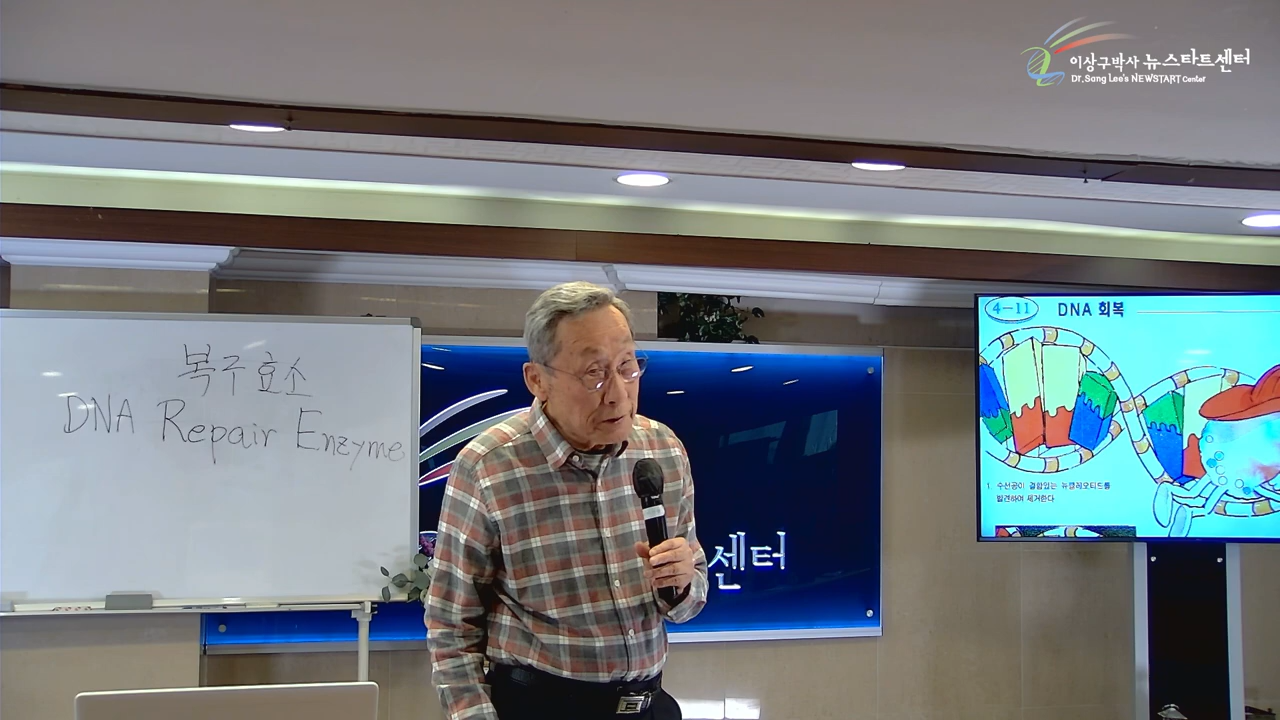 이상구박사 뉴스타트센터
Dr. Sang Lee's NEWSTART Center
4-11 DNA 회복
복구효소
DNA Repair Enzyme
1. 수선공이 결함있는 뉴클레오티드를
발견하여 제거한다
센터